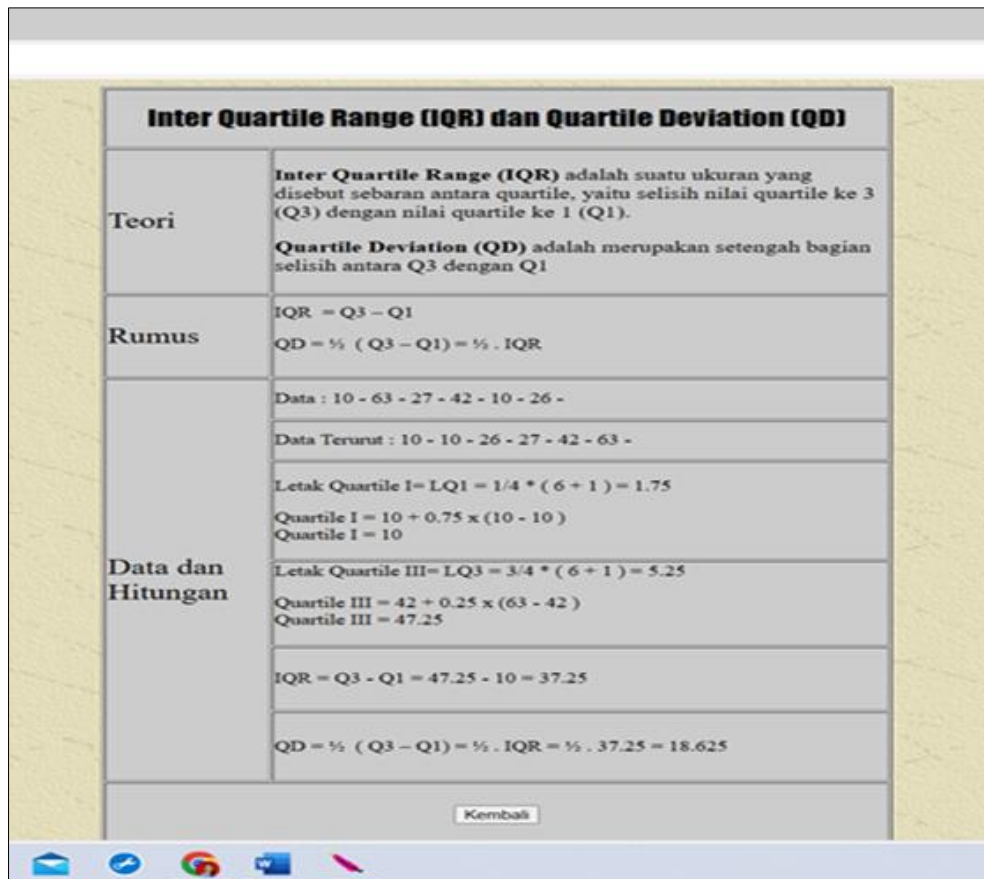 Inter Quartile Range (IQR) dan Quartile Deviation (QD)
Teori
Inter Quartile Range (IQR) adalah suatu ukuran yang
disebut sebaran antara quartile, yaitu selisih nilai quartile ke 3
(Q3) dengan nilai quartile ke 1 (Q1).
Quartile Deviation (QD) adalah merupakan setengah bagian
selisih antara Q3 dengan Q1
Rumus
IQR = Q3 – Q1
QD = ½ ( Q3 – Q1) = ½ . IQR
Data dan
Hitungan
Data : 10 - 63 - 27 - 42 - 10 - 26 -
Data Terurut : 10 - 10 - 26 - 27 - 42 - 63 -
Letak Quartile I= LQ1 = 1/4 * ( 6 + 1 ) = 1.75
Quartile I = 10 + 0.75 x (10 - 10 )
Quartile I = 10
Letak Quartile III= LQ3 = 3/4 * ( 6 + 1 ) = 5.25
Quartile III = 42 + 0.25 x (63 - 42 )
Quartile III = 47.25
IQR = Q3 - Q1 = 47.25 - 10 = 37.25
QD = ½ ( Q3 – Q1) = ½ . IQR = ½ . 37.25 = 18.625
Kembali